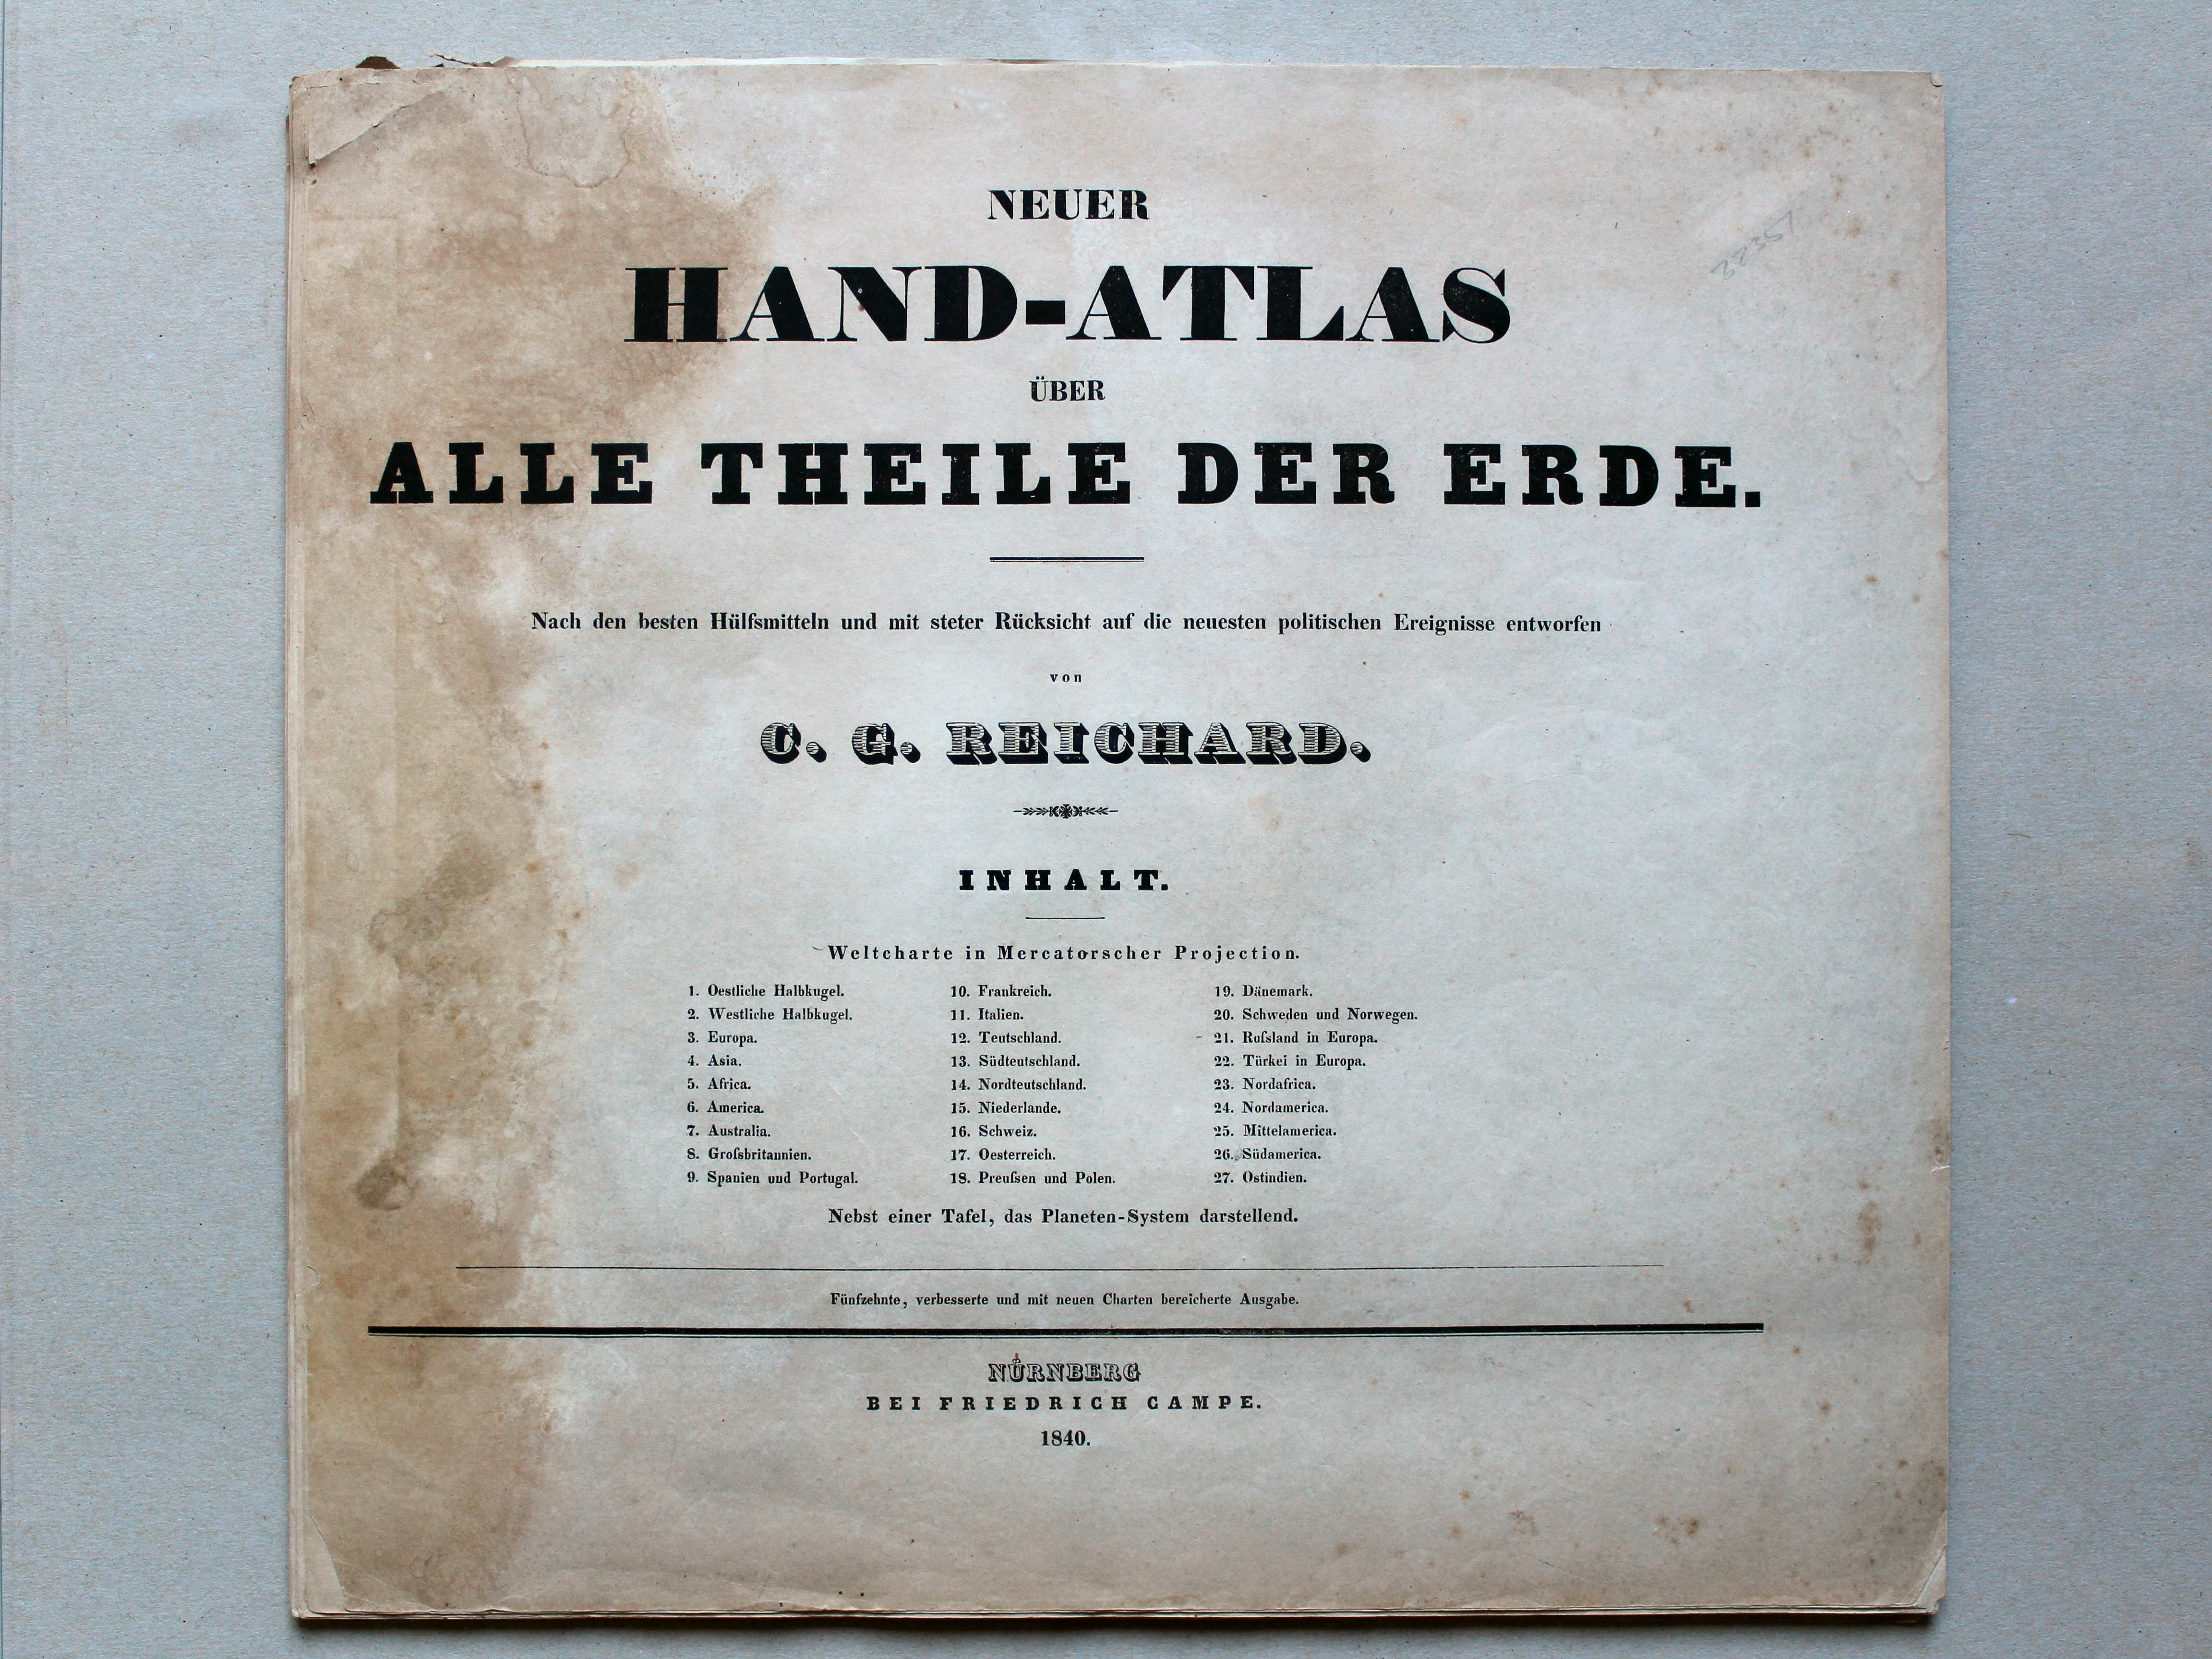 NEUER
HAND-ATLAS
ÜBER
ALLE THEILE DER ERDE.
32351
Nach den besten Hülfsmitteln und mit steter Rücksicht auf die neuesten politischen Ereignisse entworfen
von
C. G. REICHARD.
INHALT.
Weltcharte in Mercatorscher Projection.
1. Oestliche Halbkugel.
2. Westliche Halbkugel.
3. Europa.
4. Asia.
5. Africa.
6. America.
7. Australia.
8. Groſsbritannien.
9. Spanien und Portugal.
10. Frankreich.
11. Italien.
12. Teutschland.
13. Südteutschland.
14. Nordteutschland.
15. Niederlande.
16. Schweiz.
17. Oesterreich.
18. Preuſsen und Polen.
19. Dänemark.
20. Schweden und Norwegen.
21. Ruſsland in Europa.
22. Türkei in Europa.
23. Nordafrica.
24. Nordamerica.
25. Mittelamerica.
26. Südamerica.
27. Ostindien.
Nebst einer Tafel, das Planeten-System darstellend.
Fünfzehnte, verbesserte und mit neuen Charten bereicherte Ausgabe.
NÜRNBERG
BEI FRIEDRICH CAMPE.
1840.